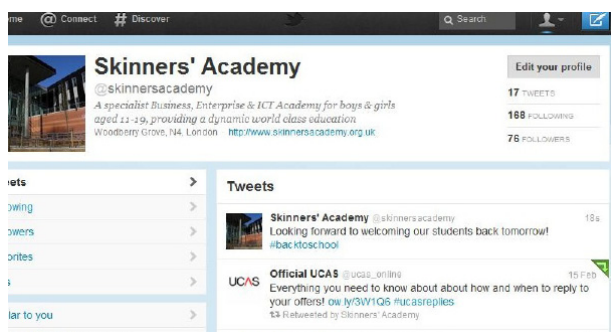 ome @ Connect # Discover Search
Skinners' Academy
@skinnersacademy
A specialist Business, Enterprise & ICT Academy for boys & girls
aged 11-19, providing a dynamic world class education
Woodberry Grove, N4, London http://www.skinnersacademy.org.uk
Edit your profile
17 TWEETS
168 FOLLOWING
76 FOLLOWERS
eets
owing
owers
orites
s
lar to you
Tweets
Skinners' Academy @skinnersacademy 18s
Looking forward to welcoming our students back tomorrow!
#backtoschool
UCAS
Official UCAS @ucas_online 15 Feb
Everything you need to know about about how and when to reply to
your offers! ow.ly/3W1Q6 #ucasreplies
Retweeted by Skinners' Academy